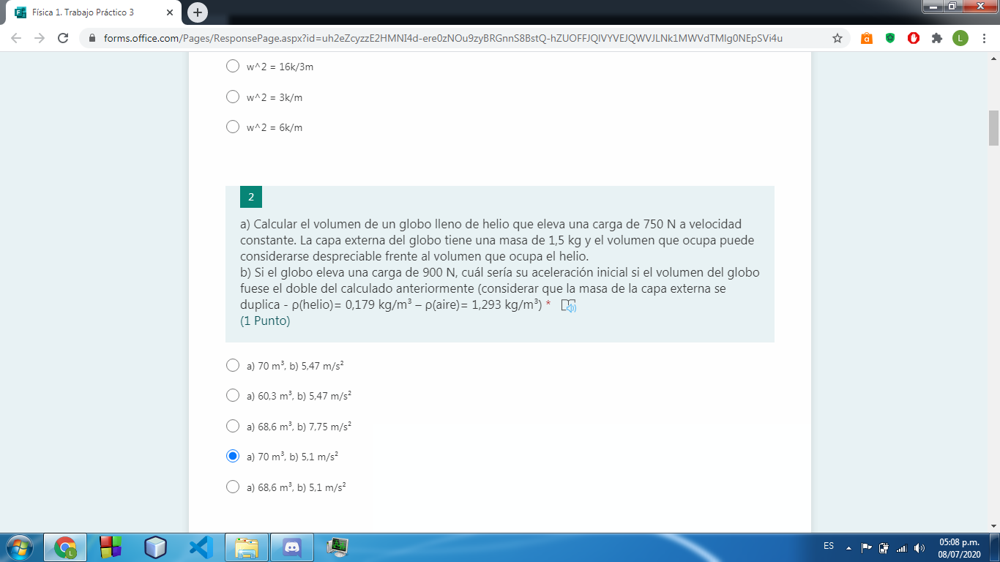 Física 1. Trabajo Práctico 3
forms.office.com/Pages/ResponsePage.aspx?id=uh2eZcyzzE2HMNI4d-ere0zNOu9zyBRGnnS8BstQ-hZUOFFJQlVYVEJQWVJLNk1MWVdTMlg0NEpSVi4u
L
w^2 = 16k/3m
w^2 = 3k/m
w^2 = 6k/m
2
a) Calcular el volumen de un globo lleno de helio que eleva una carga de 750 N a velocidad
constante. La capa externa del globo tiene una masa de 1,5 kg y el volumen que ocupa puede
considerarse despreciable frente al volumen que ocupa el helio.
b) Si el globo eleva una carga de 900 N, cuál sería su aceleración inicial si el volumen del globo
fuese el doble del calculado anteriormente (considerar que la masa de la capa externa se
duplica - ρ(helio)= 0,179 kg/m³ – ρ(aire)= 1,293 kg/m³) *
(1 Punto)
a) 70 m³, b) 5,47 m/s²
a) 60,3 m³, b) 5,47 m/s²
a) 68,6 m³, b) 7,75 m/s²
a) 70 m³, b) 5,1 m/s²
a) 68,6 m³, b) 5,1 m/s²
ES
05:08 p.m.
08/07/2020